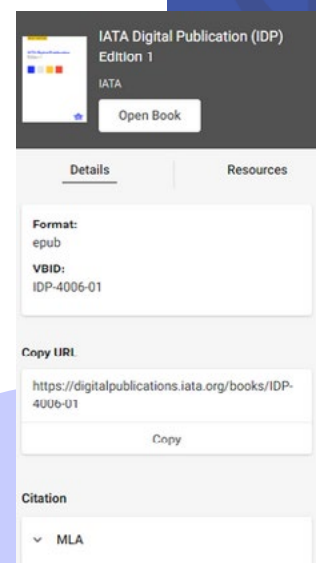 IATA Digital Publication (IDP)
Edition 1
IATA
Open Book
Details
Resources
Format:
epub
VBID:
IDP-4006-01
Copy URL
https://digitalpublications.iata.org/books/IDP-
4006-01
Copy
Citation
MLA